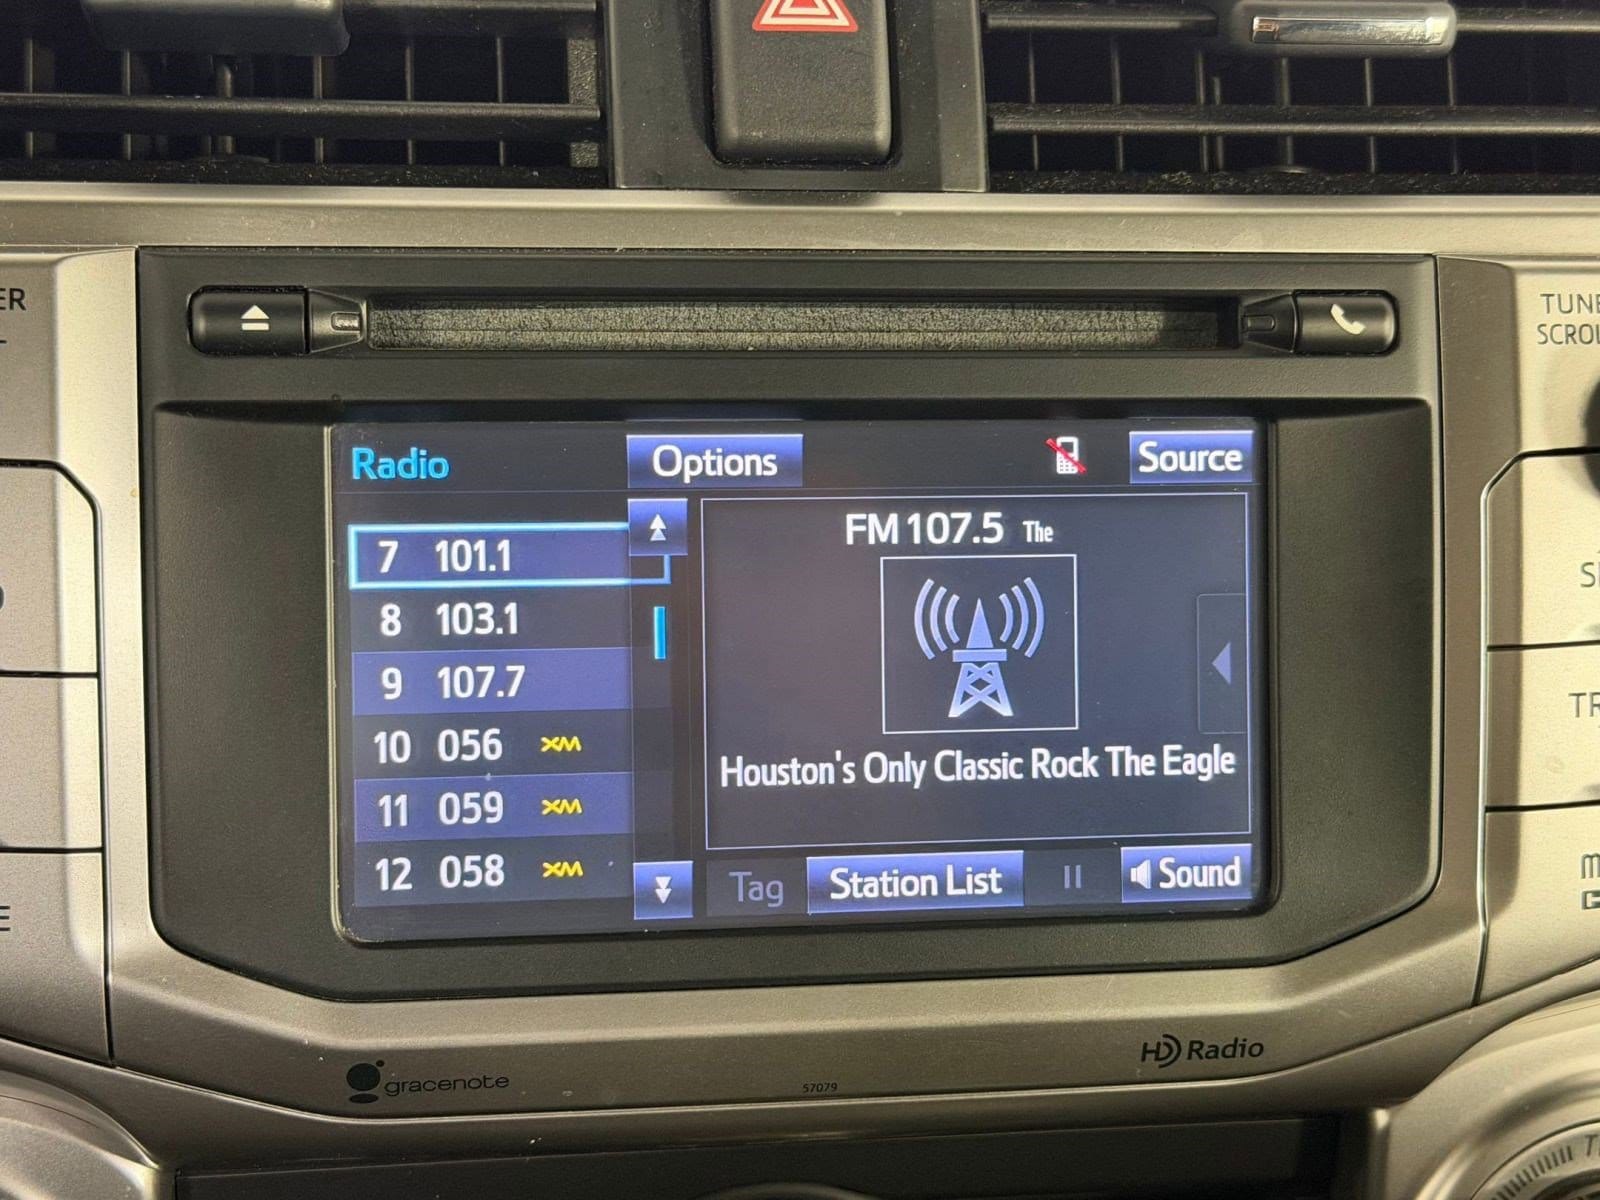 TUNE
SCROL
Radio
Options
Source
7 101.1
8 103.1
9 107.7
10 056 XM
11 059 XM
12 058 XM
FM 107.5 The
Houston's Only Classic Rock The Eagle
Tag
Station List
Sound
gracenote
57079
HD Radio